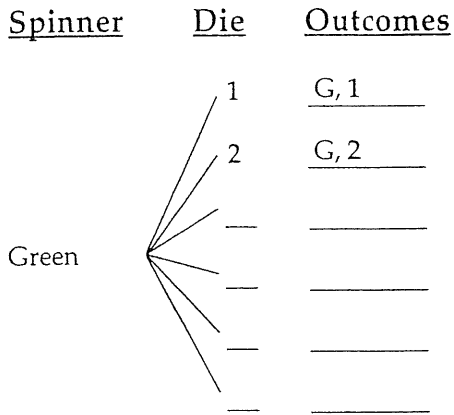 Spinner Die Outcomes
1 G, 1
2 G, 2
Green